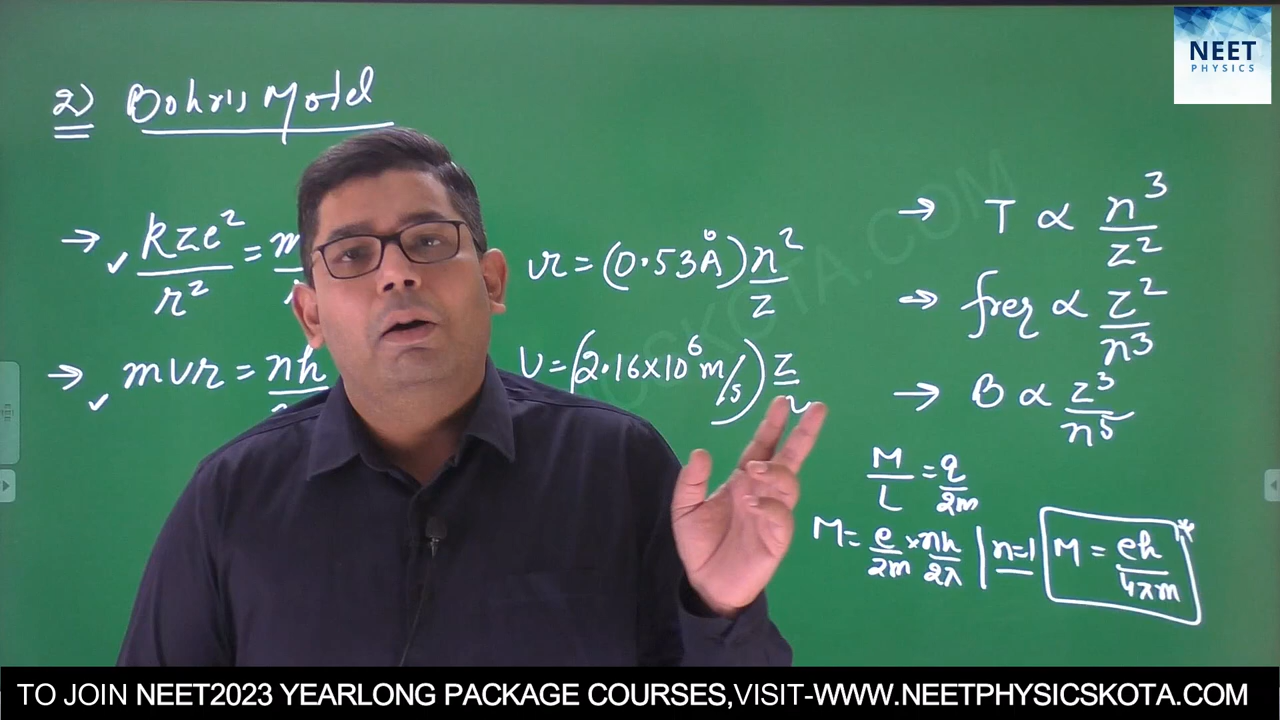 NEET
PHYSICS
2) Bohr's Model
→ ✓ kze²/r² = m
→ ✓ mvr = nh
r = (0.53Å) n²/z
v = (2.16×10⁶ m/s) z/n
→ T ∝ n³/z²
→ freq ∝ z²/n³
→ B ∝ z³/n⁵
M/L = q/2m
M = e/2m × nh/2π | n=1 | M = eh/4πm *
TO JOIN NEET2023 YEARLONG PACKAGE COURSES,VISIT-WWW.NEETPHYSICSKOTA.COM